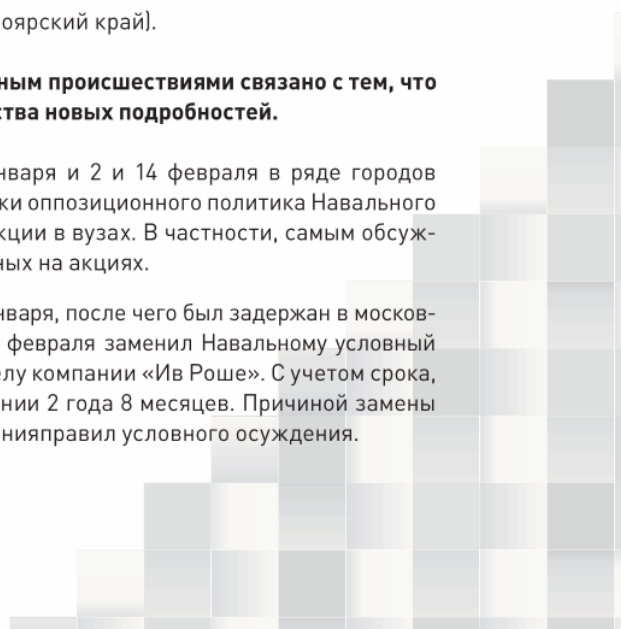 оярский край).
ным происшествиями связано с тем, что
ства новых подробностей.
нваря и 2 и 14 февраля в ряде городов
ки оппозиционного политика Навального
кции в вузах. В частности, самым обсуж-
ных на акциях.
нваря, после чего был задержан в москов-
февраля заменил Навальному условный
елу компании «Ив Роше». С учетом срока,
нии 2 года 8 месяцев. Причиной замены
нияправил условного осуждения.